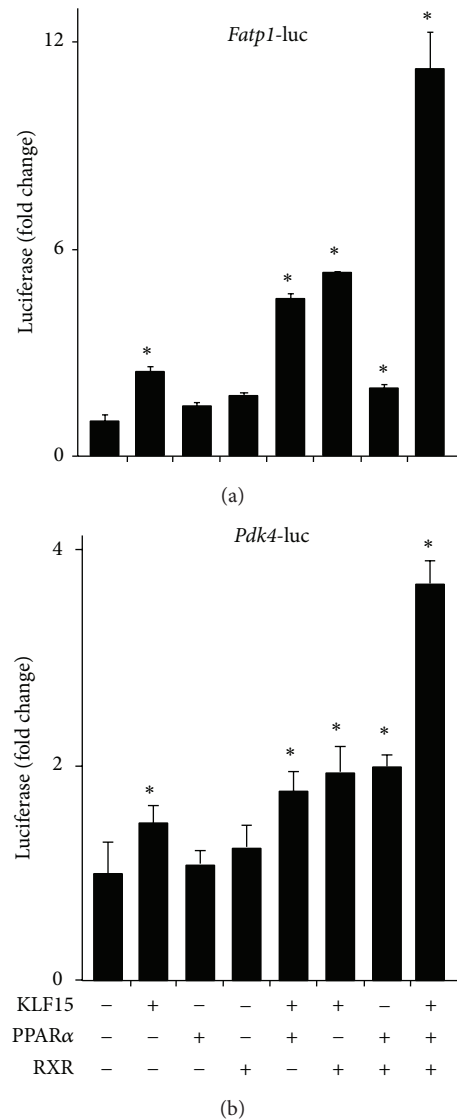 Fatp1-luc
Luciferase (fold change)
12
6
0
*
*
*
*
*
(a)
Pdk4-luc
Luciferase (fold change)
4
2
0
*
*
*
*
*
KLF15 − + − − + + − +
PPARα − − + − + − + +
RXR − − − + − + + +
(b)